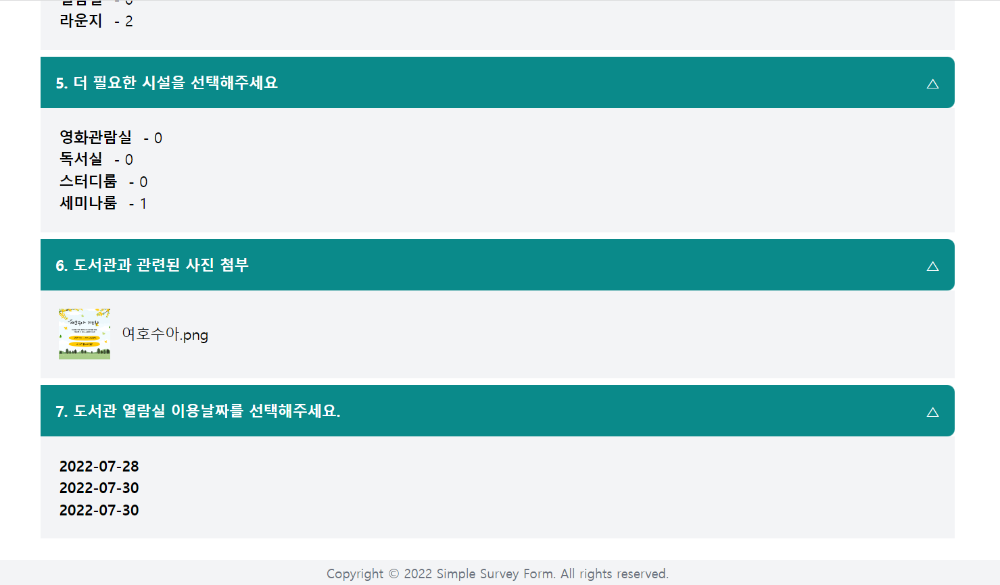 라운지 - 2
5. 더 필요한 시설을 선택해주세요
△
영화관람실 - 0
독서실 - 0
스터디룸 - 0
세미나룸 - 1
6. 도서관과 관련된 사진 첨부
△
여호수아.png
7. 도서관 열람실 이용날짜를 선택해주세요.
△
2022-07-28
2022-07-30
2022-07-30
Copyright © 2022 Simple Survey Form. All rights reserved.